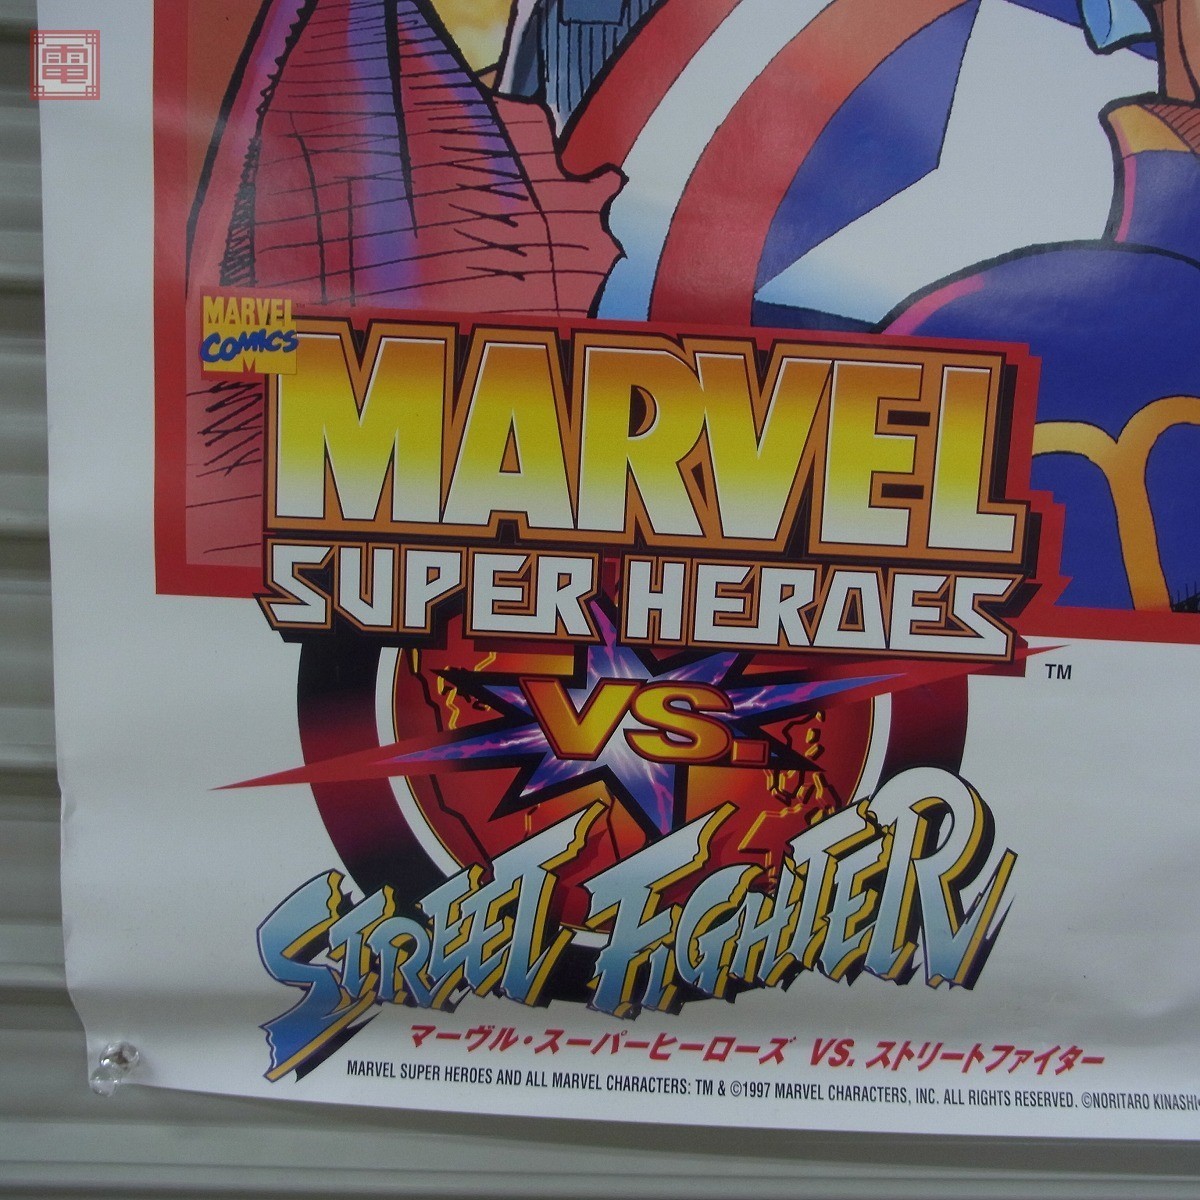 電
MARVEL
COMICS
MARVEL
SUPER HEROES
VS.
TM
STREET FIGHTER
マーヴル・スーパーヒーローズ VS. ストリートファイター
MARVEL SUPER HEROES AND ALL MARVEL CHARACTERS: TM & ©1997 MARVEL CHARACTERS, INC. ALL RIGHTS RESERVED. ©NORITARO KINASHI